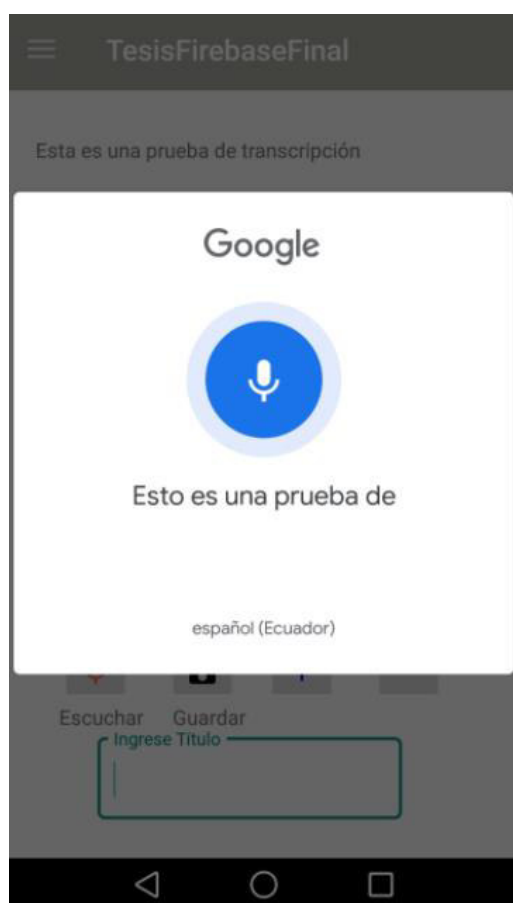 TesisFirebaseFinal
Esta es una prueba de transcripción
Google
Esto es una prueba de
español (Ecuador)
Escuchar Guardar
Ingrese Título